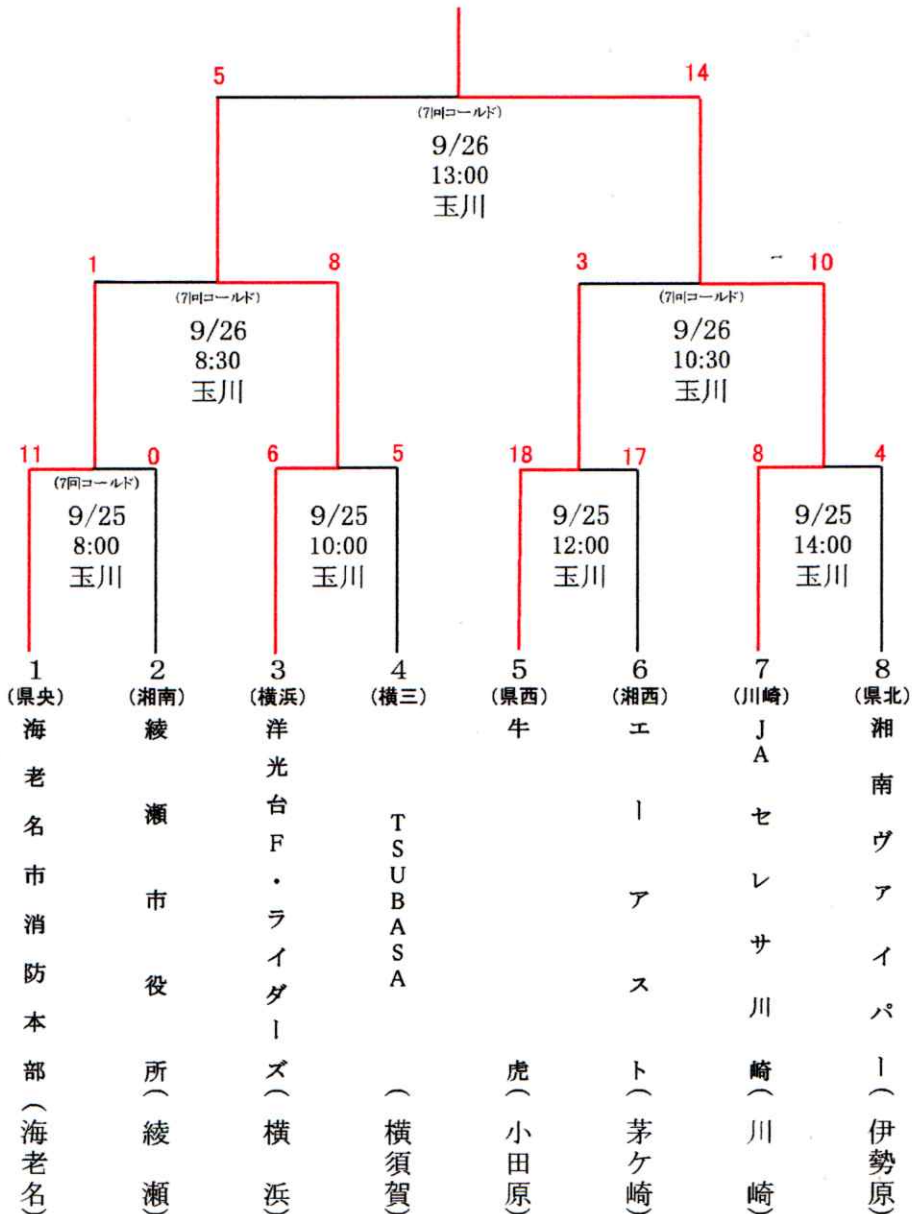 5 14
(7回コールド)
9/26
13:00
玉川
1 8
(7回コールド)
9/26
8:30
玉川
3 10
(7回コールド)
9/26
10:30
玉川
11 0
(7回コールド)
9/25
8:00
玉川
6 5
9/25
10:00
玉川
18 17
9/25
12:00
玉川
8 4
9/25
14:00
玉川
1
(県央)
海老名市消防本部(海老名)
2
(湘南)
綾瀬市役所(綾瀬)
3
(横浜)
洋光台F・ライダーズ(横浜)
4
(横三)
TSUBASA(横須賀)
5
(県西)
牛虎(小田原)
6
(湘西)
エーアスト(茅ケ崎)
7
(川崎)
JAセレサ川崎(川崎)
8
(県北)
湘南ヴァイパー(伊勢原)